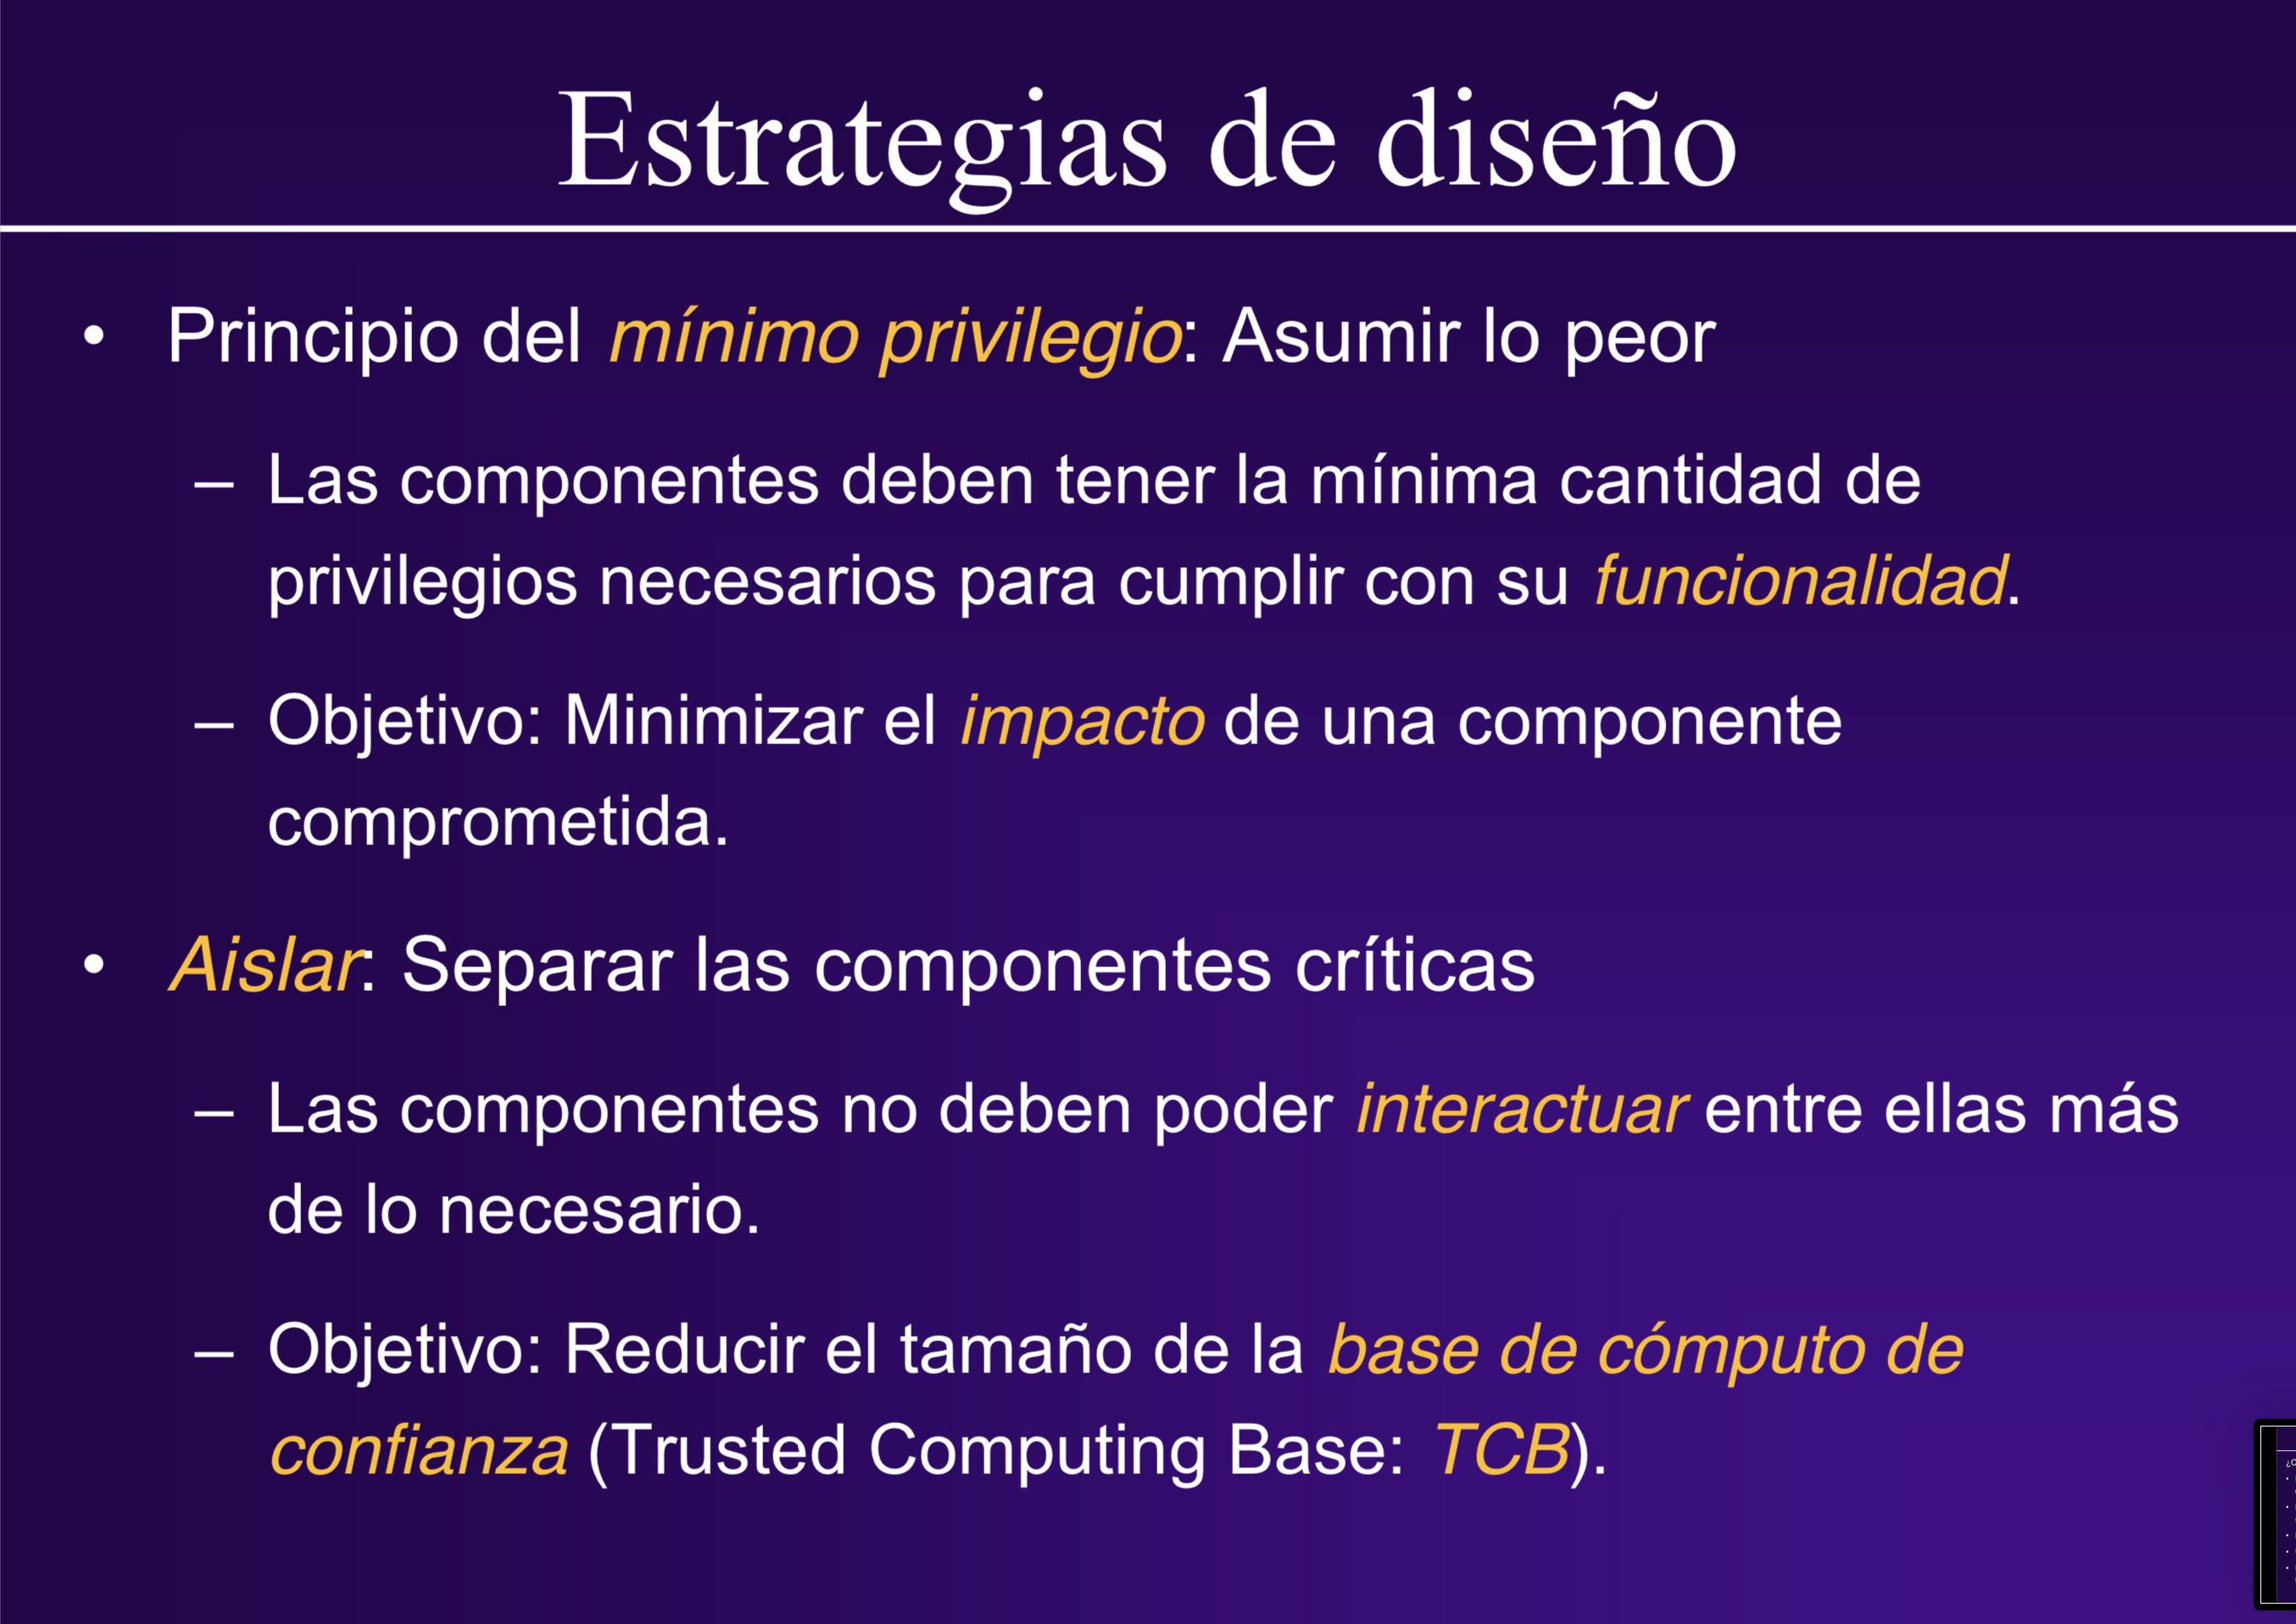 Estrategias de diseño
• Principio del mínimo privilegio: Asumir lo peor
– Las componentes deben tener la mínima cantidad de
privilegios necesarios para cumplir con su funcionalidad.
– Objetivo: Minimizar el impacto de una componente
comprometida.
• Aislar: Separar las componentes críticas
– Las componentes no deben poder interactuar entre ellas más
de lo necesario.
– Objetivo: Reducir el tamaño de la base de cómputo de
confianza (Trusted Computing Base: TCB).